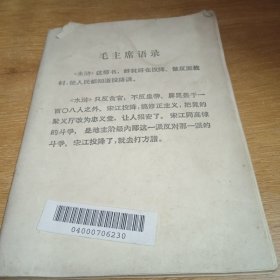 毛主席语录
《水浒》这部书，好就好在投降。做反面教
材，使人民都知道投降派。
《水浒》只反贪官，不反皇帝。屏晁盖于一
百〇八人之外。宋江投降，搞修正主义，把晁的
聚义厅改为忠义堂，让人招安了。宋江同高俅
的斗争，是地主阶级内部这一派反对那一派的
斗争。宋江投降了，就去打方腊。
04000706230